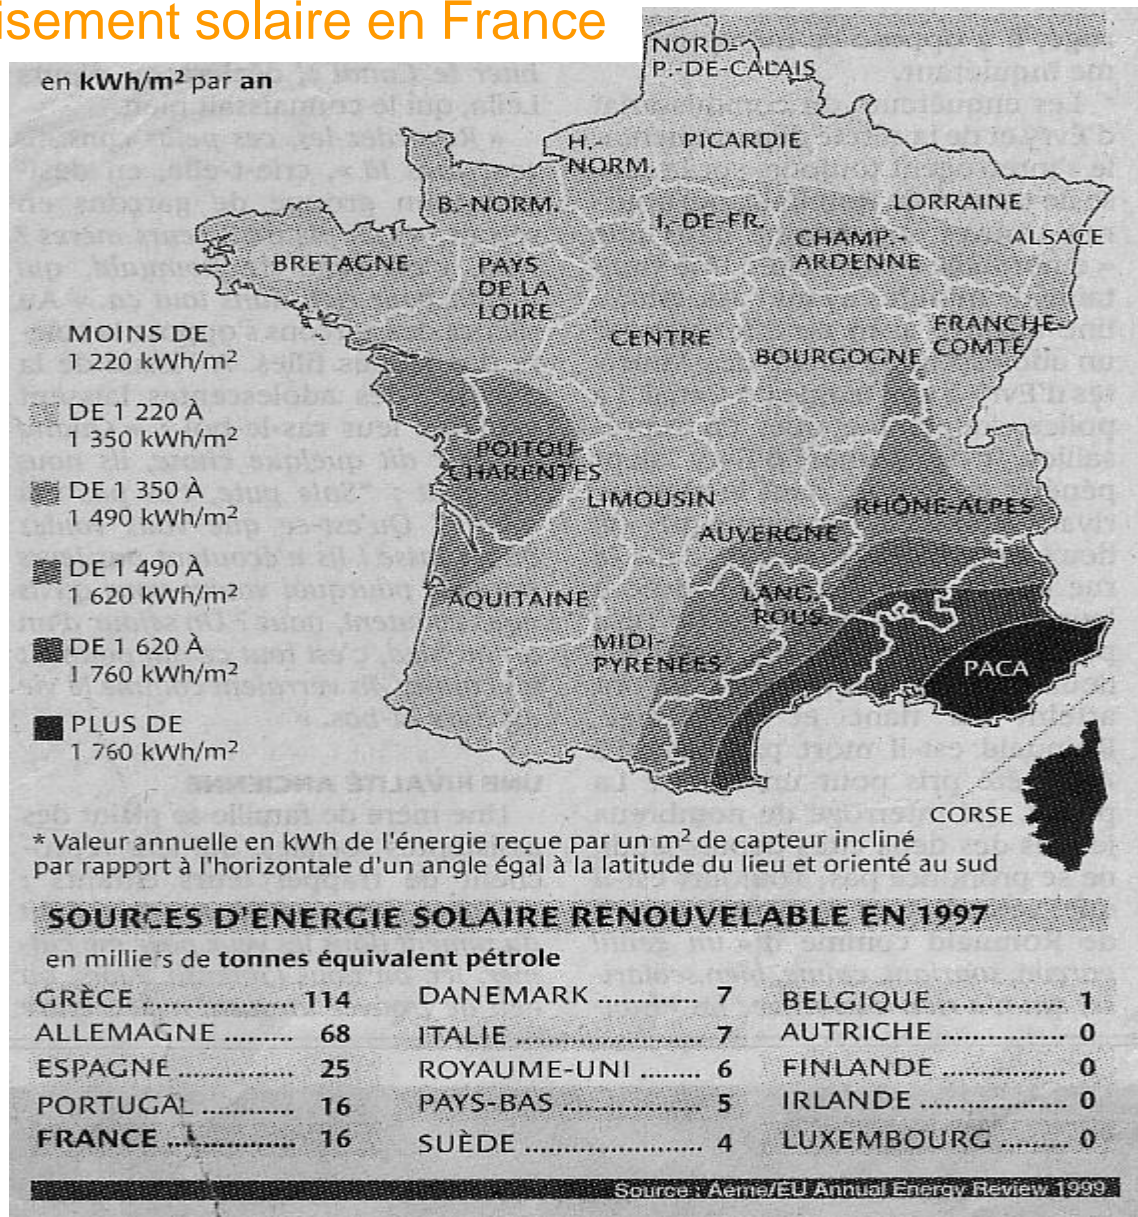 isement solaire en France
en kWh/m² par an
NORD-
P.-DE-CALAIS
H.-
NORM.
PICARDIE
B.-NORM.
I.-DE-FR.
LORRAINE
CHAMP.-
ARDENNE
ALSACE
BRETAGNE
PAYS
DE LA
LOIRE
CENTRE
BOURGOGNE
FRANCHE-
COMTÉ
POITOU-
CHARENTES
LIMOUSIN
AUVERGNE
RHÔNE-ALPES
AQUITAINE
LANG.
ROUS.
MIDI-
PYRÉNÉES
PACA
CORSE
MOINS DE
1 220 kWh/m²
DE 1 220 À
1 350 kWh/m²
DE 1 350 À
1 490 kWh/m²
DE 1 490 À
1 620 kWh/m²
DE 1 620 À
1 760 kWh/m²
PLUS DE
1 760 kWh/m²
* Valeur annuelle en kWh de l'énergie reçue par un m² de capteur incliné
par rapport à l'horizontale d'un angle égal à la latitude du lieu et orienté au sud
SOURCES D'ÉNERGIE SOLAIRE RENOUVELABLE EN 1997
en milliers de tonnes équivalent pétrole
GRÈCE ................. 114
ALLEMAGNE ......... 68
ESPAGNE .............. 25
PORTUGAL ........... 16
FRANCE ............... 16
DANEMARK ............ 7
ITALIE ....................... 7
ROYAUME-UNI ........ 6
PAYS-BAS ................. 5
SUÈDE ...................... 4
BELGIQUE ............... 1
AUTRICHE ............... 0
FINLANDE ............... 0
IRLANDE .................. 0
LUXEMBOURG ......... 0
Source : Aeme/EU Annual Energy Review 1999